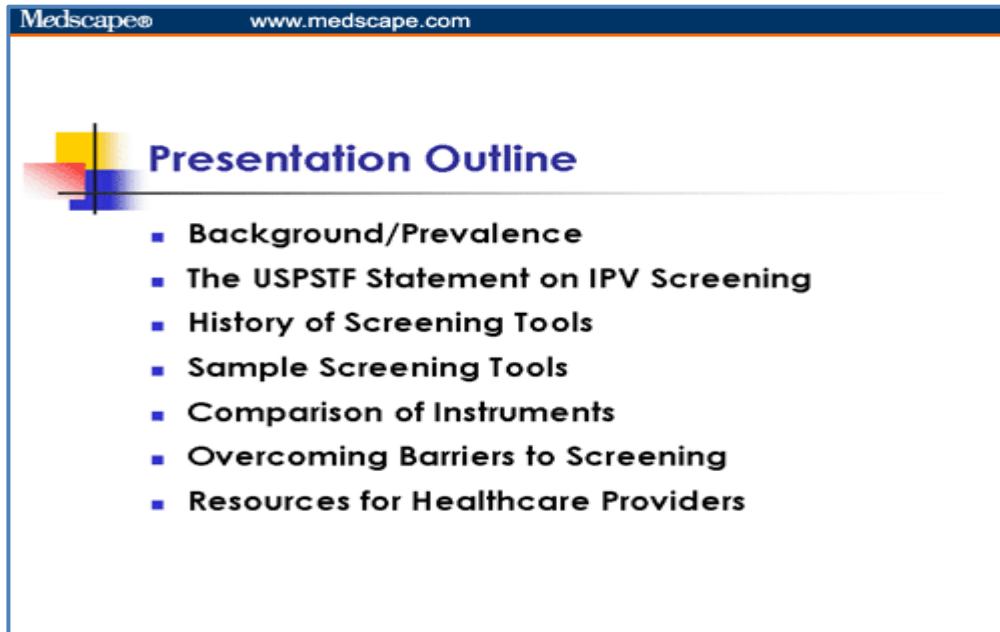 Medscape® www.medscape.com
Presentation Outline
Background/Prevalence
The USPSTF Statement on IPV Screening
History of Screening Tools
Sample Screening Tools
Comparison of Instruments
Overcoming Barriers to Screening
Resources for Healthcare Providers